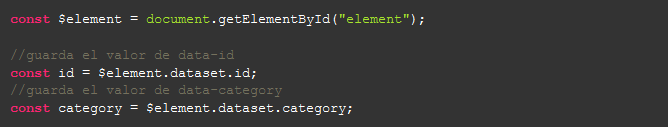 const $element = document.getElementById("element");
//guarda el valor de data-id
const id = $element.dataset.id;
//guarda el valor de data-category
const category = $element.dataset.category;